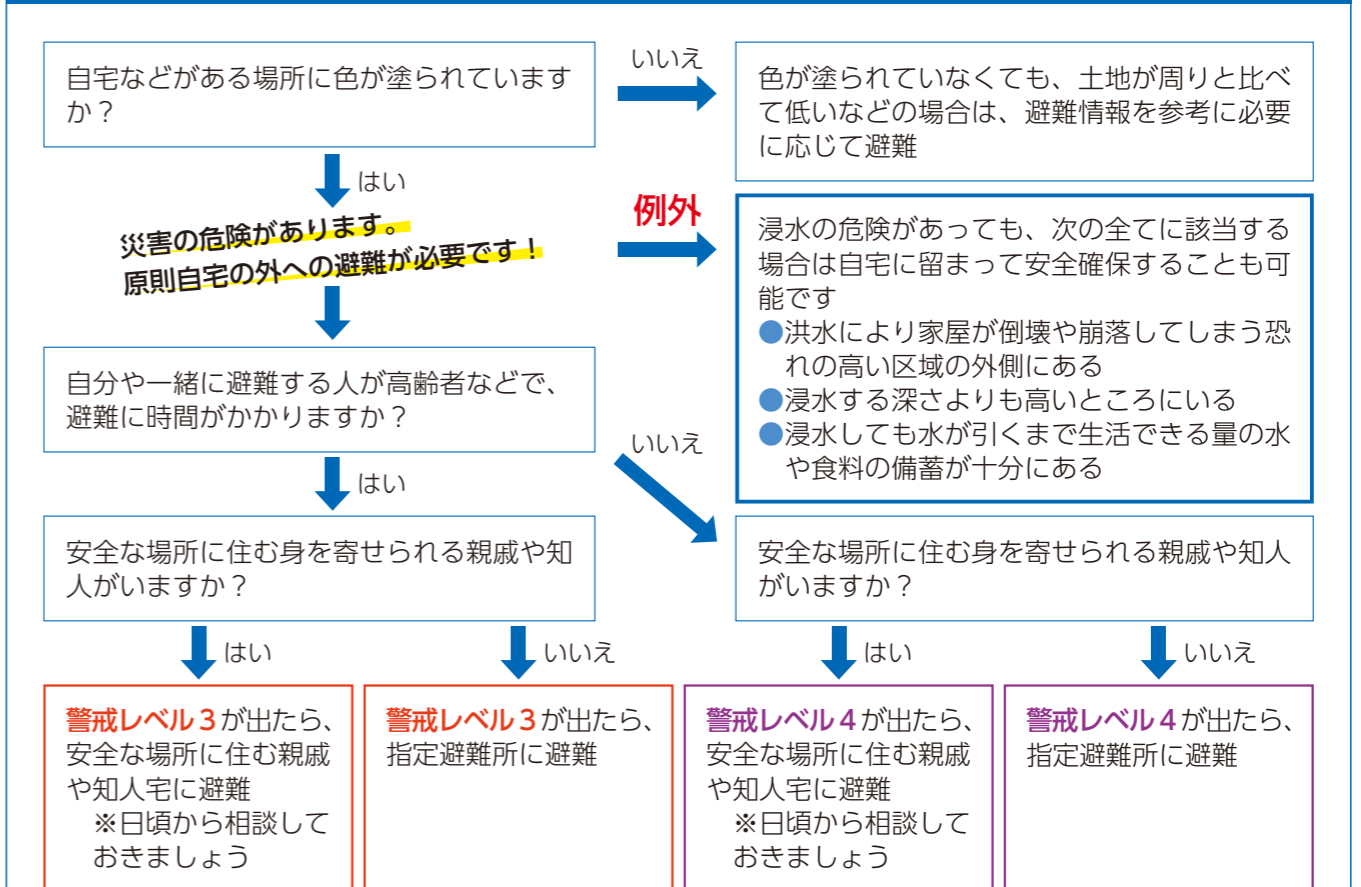 自宅などがある場所に色が塗られています
か？
いいえ
色が塗られていなくても、土地が周りと比べ
て低いなどの場合は、避難情報を参考に必要
に応じて避難
はい
災害の危険があります。
原則自宅の外への避難が必要です！
例外
浸水の危険があっても、次の全てに該当する
場合は自宅に留まって安全確保することも可
能です
●洪水により家屋が倒壊や崩落してしまう恐
れの高い区域の外側にある
●浸水する深さよりも高いところにいる
●浸水しても水が引くまで生活できる量の水
や食料の備蓄が十分にある
自分や一緒に避難する人が高齢者などで、
避難に時間がかかりますか？
いいえ
はい
安全な場所に住む身を寄せられる親戚や知
人がいますか？
安全な場所に住む身を寄せられる親戚や知人
がいますか？
はい
いいえ
はい
いいえ
警戒レベル３が出たら、
安全な場所に住む親戚
や知人宅に避難
※日頃から相談して
おきましょう
警戒レベル３が出たら、
指定避難所に避難
警戒レベル４が出たら、
安全な場所に住む親戚
や知人宅に避難
※日頃から相談して
おきましょう
警戒レベル４が出たら、
指定避難所に避難